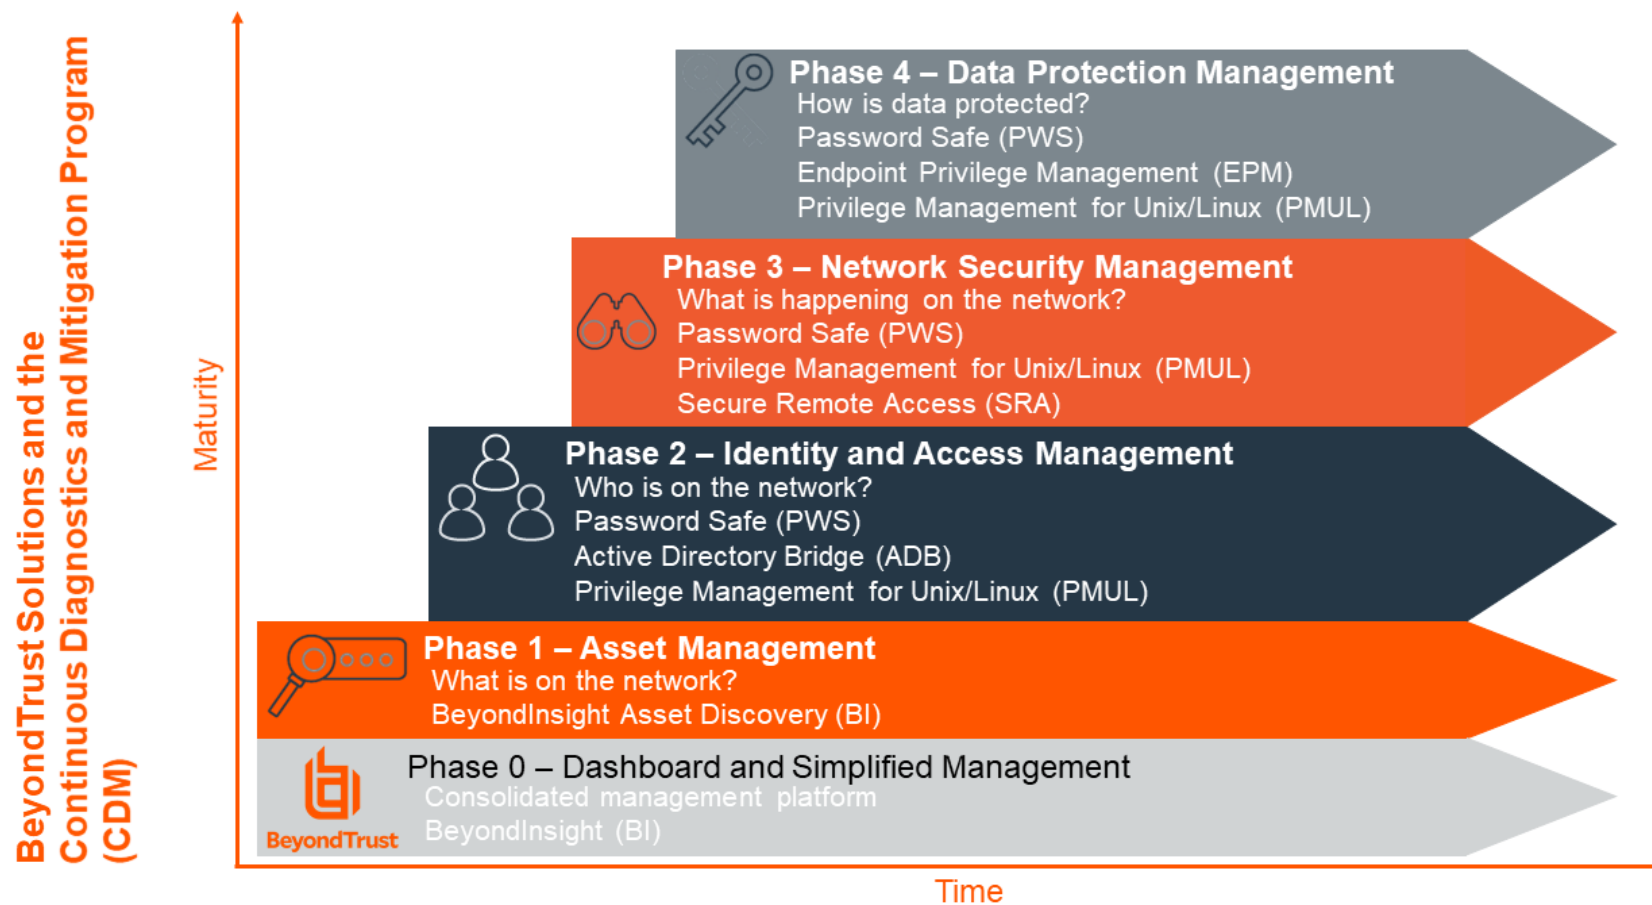 BeyondTrust Solutions and the
Continuous Diagnostics and Mitigation Program
(CDM)
Maturity
Phase 4 – Data Protection Management
How is data protected?
Password Safe (PWS)
Endpoint Privilege Management (EPM)
Privilege Management for Unix/Linux (PMUL)
Phase 3 – Network Security Management
What is happening on the network?
Password Safe (PWS)
Privilege Management for Unix/Linux (PMUL)
Secure Remote Access (SRA)
Phase 2 – Identity and Access Management
Who is on the network?
Password Safe (PWS)
Active Directory Bridge (ADB)
Privilege Management for Unix/Linux (PMUL)
Phase 1 – Asset Management
What is on the network?
BeyondInsight Asset Discovery (BI)
Phase 0 – Dashboard and Simplified Management
Consolidated management platform
BeyondInsight (BI)
BeyondTrust
Time